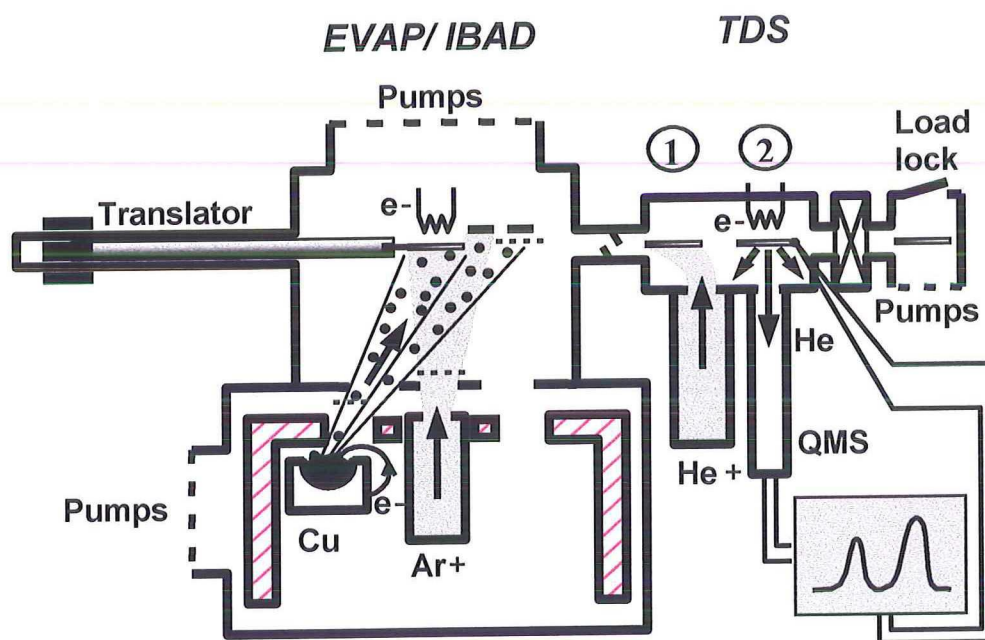 EVAP/ IBAD
TDS
Pumps
1
2
Load
lock
Translator
e-
e-
Pumps
He
QMS
He +
Pumps
e-
Cu
Ar+